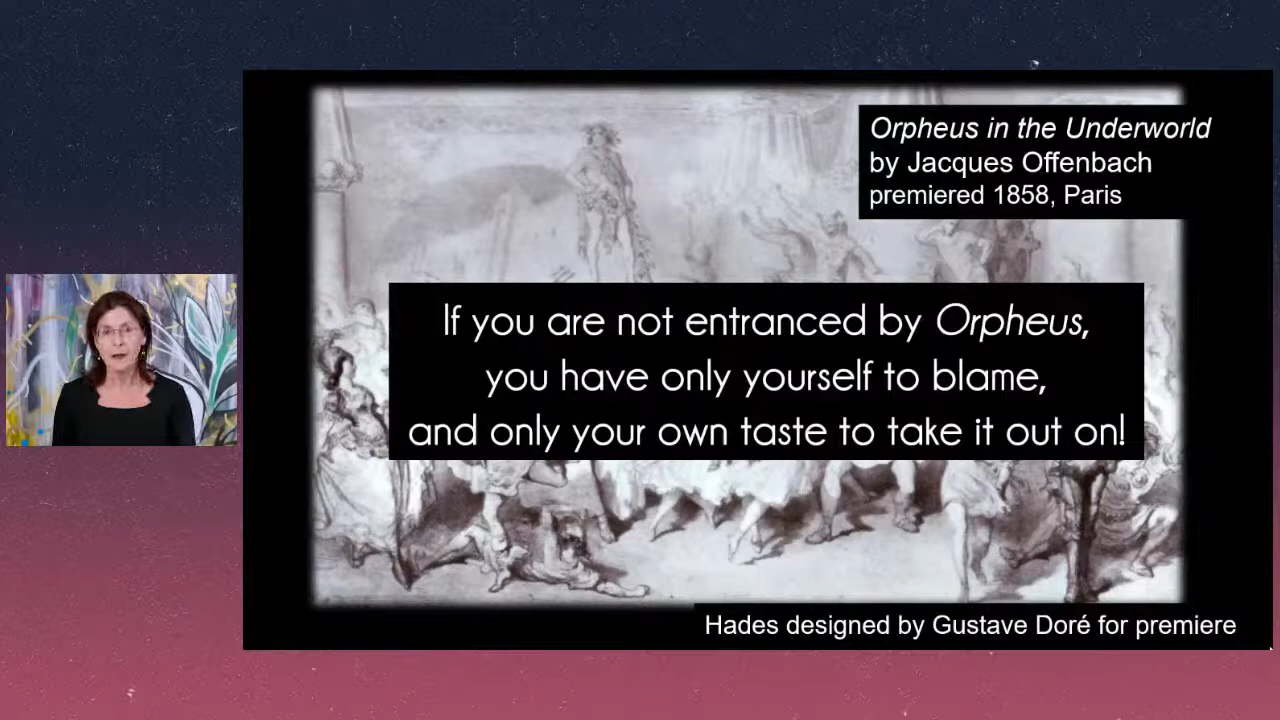 Orpheus in the Underworld
by Jacques Offenbach
premiered 1858, Paris
If you are not entranced by Orpheus,
you have only yourself to blame,
and only your own taste to take it out on!
Hades designed by Gustave Doré for premiere